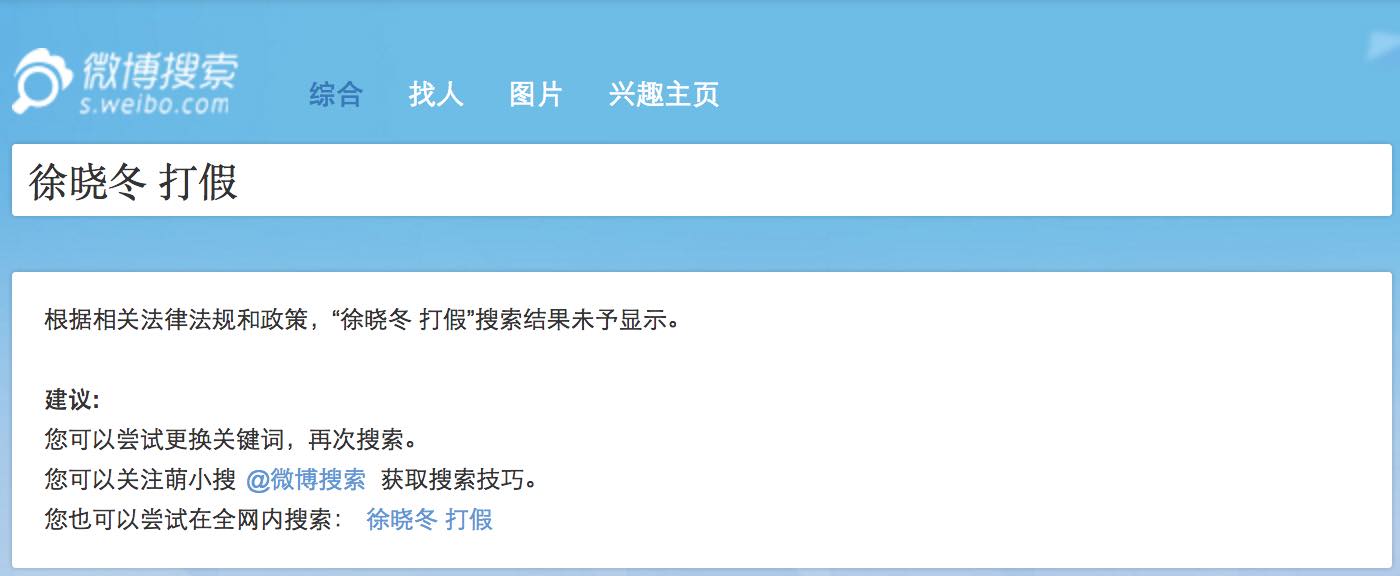 微博搜索
s.weibo.com
综合 找人 图片 兴趣主页
徐晓冬 打假
根据相关法律法规和政策，“徐晓冬 打假”搜索结果未予显示。
建议:
您可以尝试更换关键词，再次搜索。
您可以关注萌小搜 @微博搜索 获取搜索技巧。
您也可以尝试在全网内搜索： 徐晓冬 打假